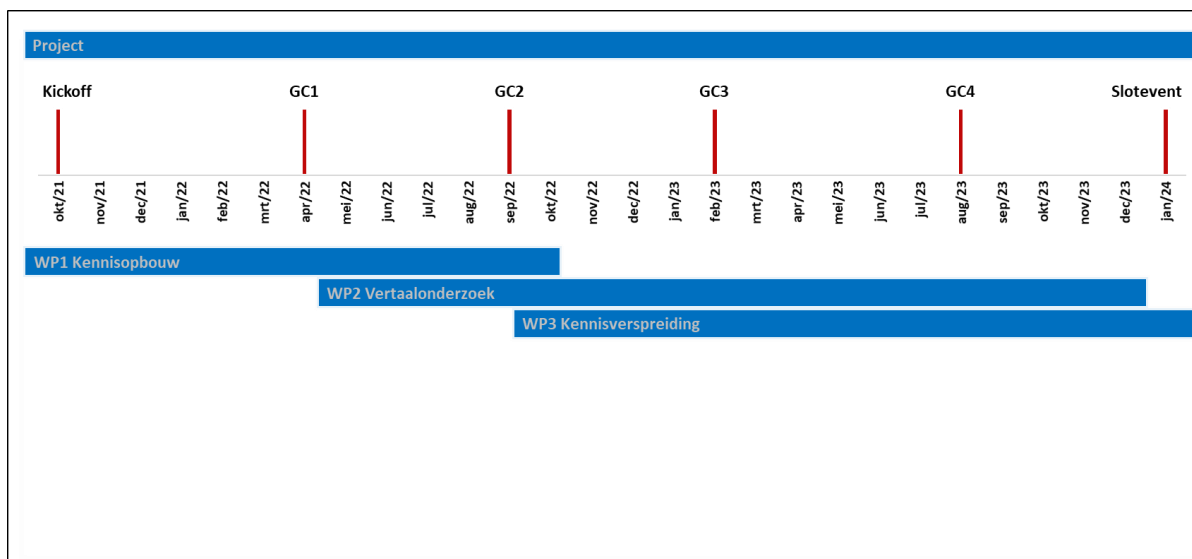 Project
Kickoff GC1 GC2 GC3 GC4 Slotevent
okt/21 nov/21 dec/21 jan/22 feb/22 mrt/22 apr/22 mei/22 jun/22 jul/22 aug/22 sep/22 okt/22 nov/22 dec/22 jan/23 feb/23 mrt/23 apr/23 mei/23 jun/23 jul/23 aug/23 sep/23 okt/23 nov/23 dec/23 jan/24
WP1 Kennisopbouw
WP2 Vertaalonderzoek
WP3 Kennisverspreiding